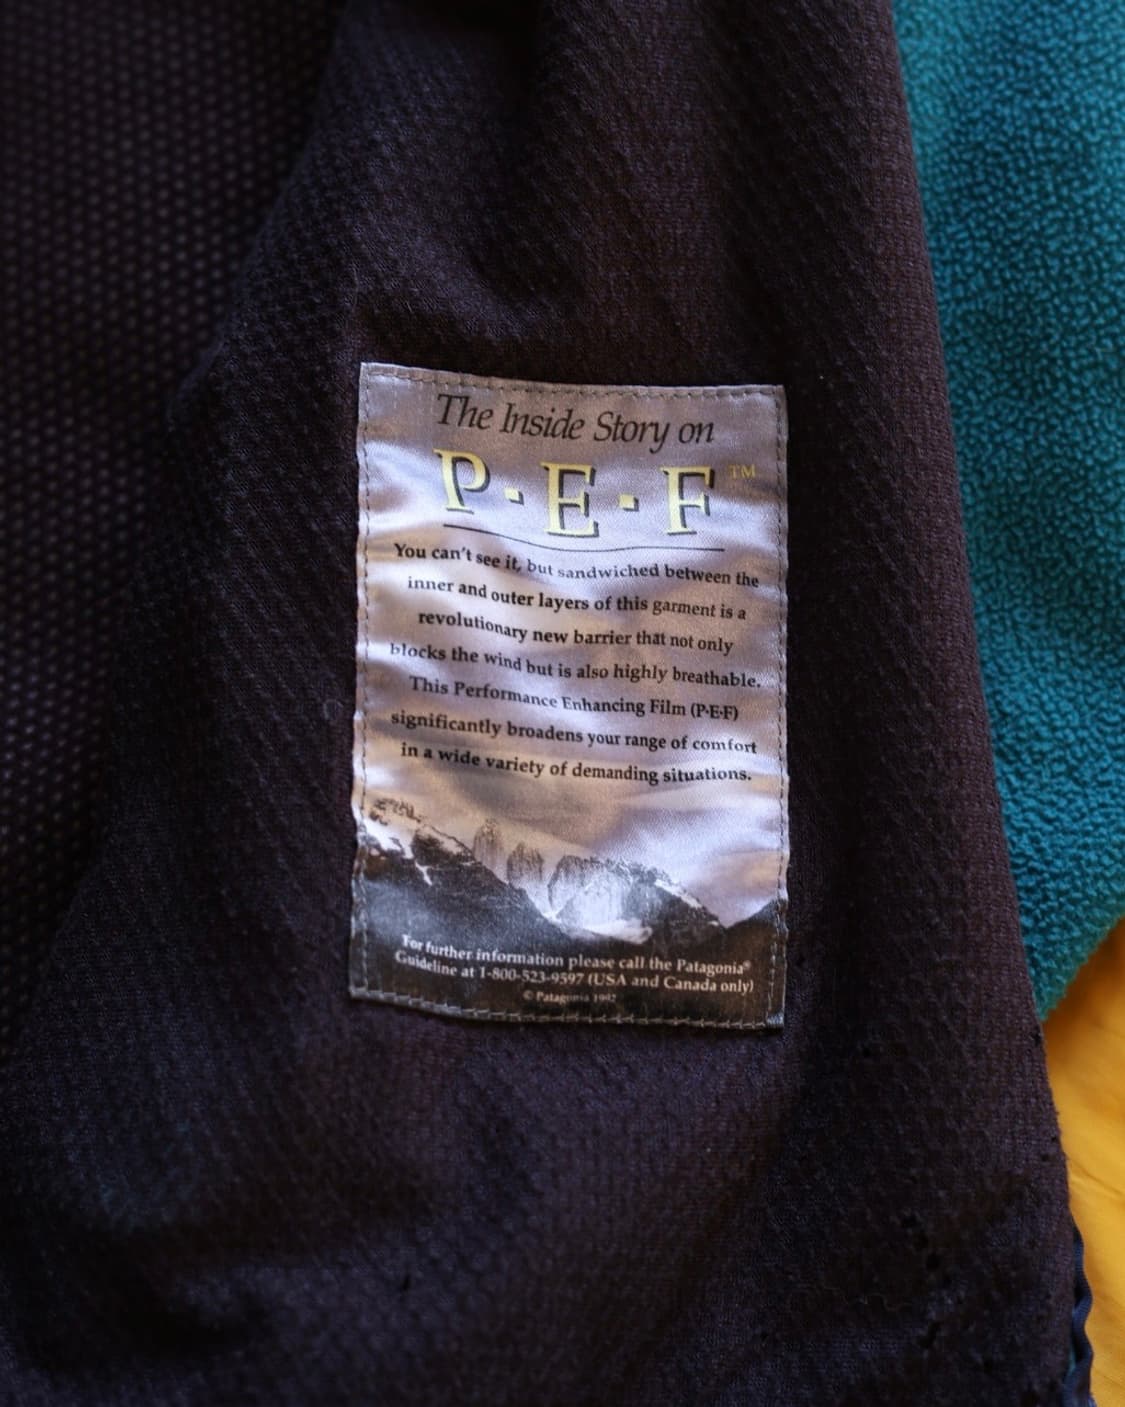 The Inside Story on
P·E·F™
You can't see it, but sandwiched between the
inner and outer layers of this garment is a
revolutionary new barrier that not only
blocks the wind but is also highly breathable.
This Performance Enhancing Film (P·E·F)
significantly broadens your range of comfort
in a wide variety of demanding situations.
For further information please call the Patagonia®
Guideline at 1-800-523-9597 (USA and Canada only)
© Patagonia 1992